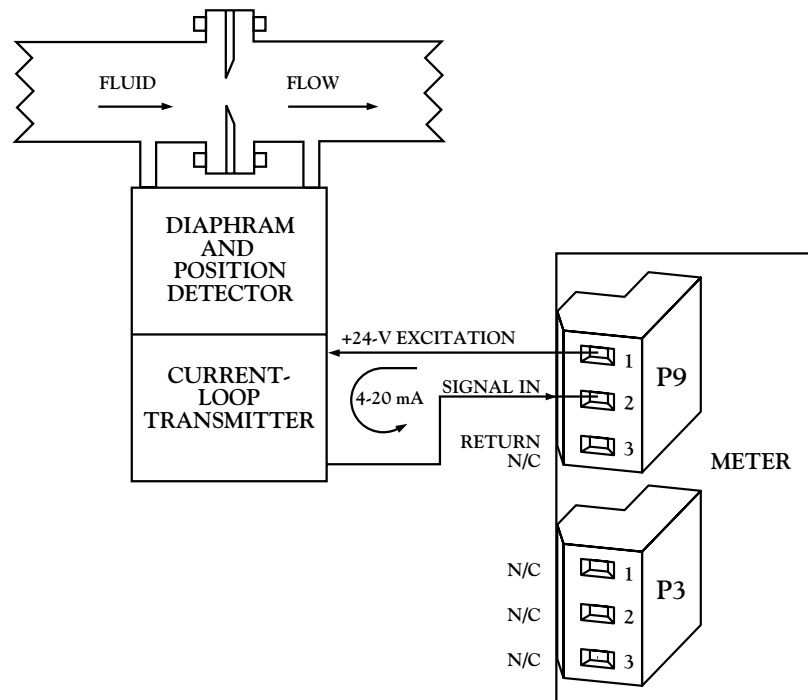 FLUID
FLOW
DIAPHRAM
AND
POSITION
DETECTOR
+24-V EXCITATION
1
P9
CURRENT-
LOOP
TRANSMITTER
4-20 mA
SIGNAL IN
2
RETURN
N/C
3
METER
N/C
1
P3
N/C
2
N/C
3